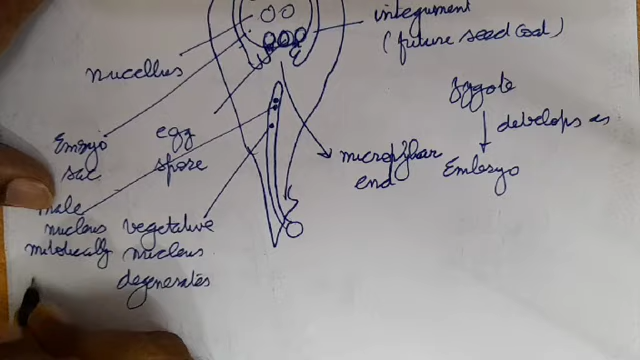 integument
(future seed coat)
nucellus
zygote
develops as
Embryo
Embryo
sac
egg
spore
micropylar
end
male
nucleus
mitotically
vegetative
nucleus
degenerates